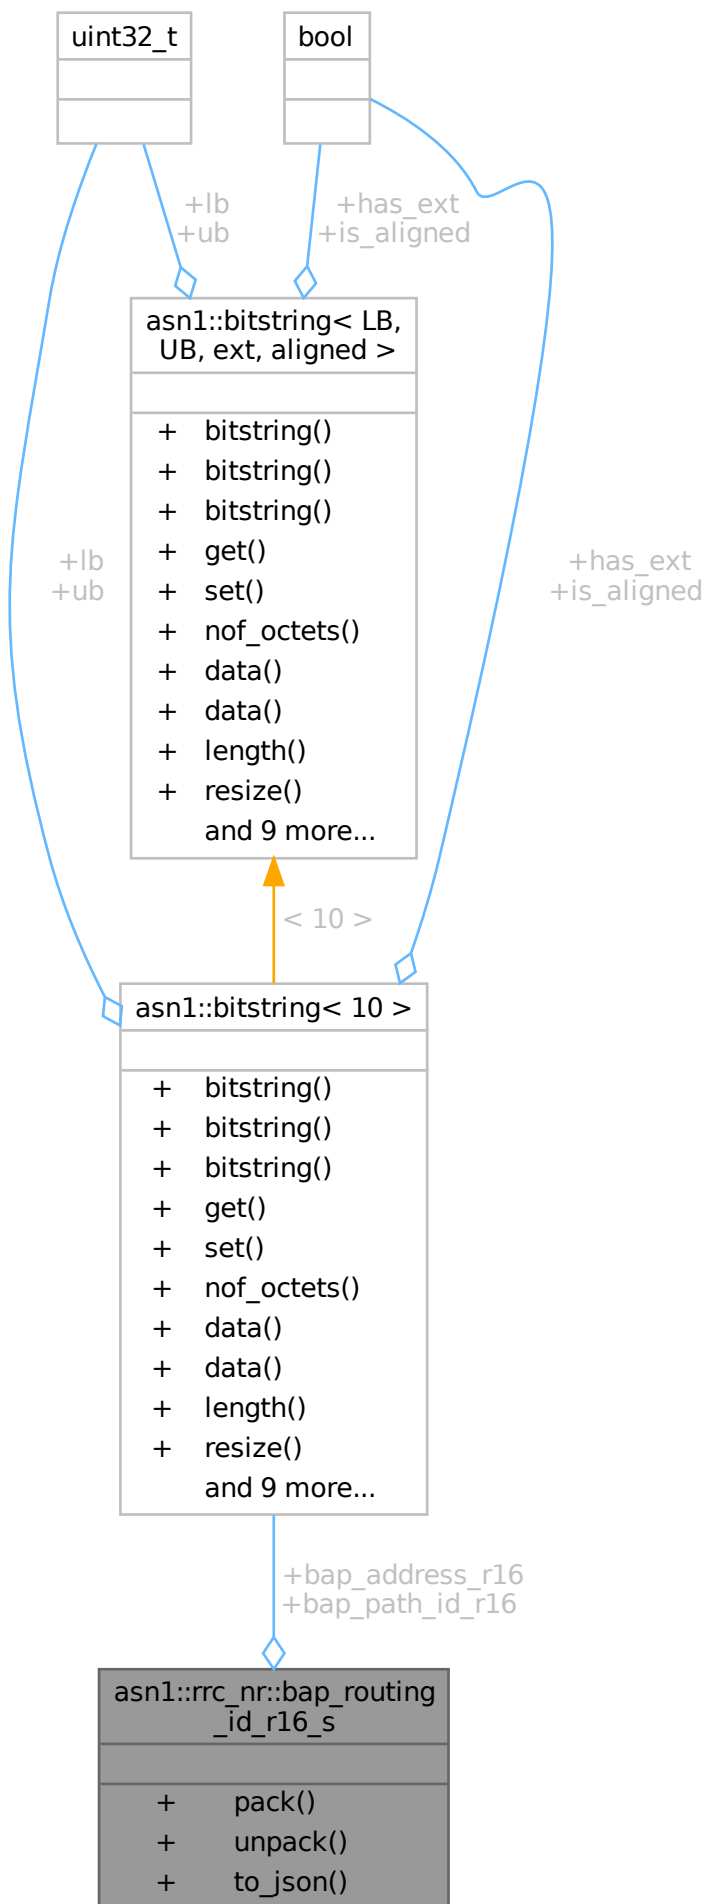 uint32_t
bool
+lb
+ub
+has_ext
+is_aligned
asn1::bitstring< LB,
UB, ext, aligned >
+ bitstring()
+ bitstring()
+ bitstring()
+ get()
+ set()
+ nof_octets()
+ data()
+ data()
+ length()
+ resize()
and 9 more...
+lb
+ub
+has_ext
+is_aligned
< 10 >
asn1::bitstring< 10 >
+ bitstring()
+ bitstring()
+ bitstring()
+ get()
+ set()
+ nof_octets()
+ data()
+ data()
+ length()
+ resize()
and 9 more...
+bap_address_r16
+bap_path_id_r16
asn1::rrc_nr::bap_routing
_id_r16_s
+ pack()
+ unpack()
+ to_json()